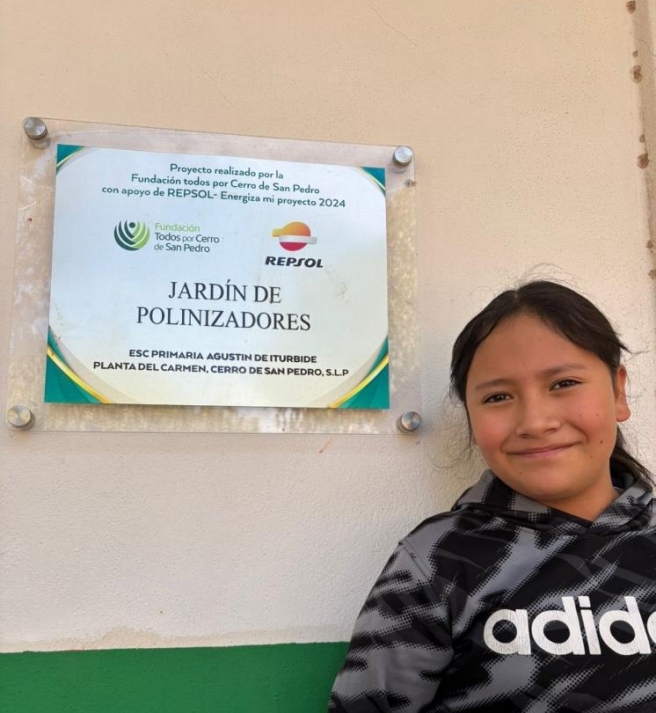 Proyecto realizado por la
Fundación todos por Cerro de San Pedro
con apoyo de REPSOL- Energiza mi proyecto 2024
Fundación
Todos por Cerro
de San Pedro
REPSOL
JARDÍN DE
POLINIZADORES
ESC PRIMARIA AGUSTIN DE ITURBIDE
PLANTA DEL CARMEN, CERRO DE SAN PEDRO, S.L.P
adida